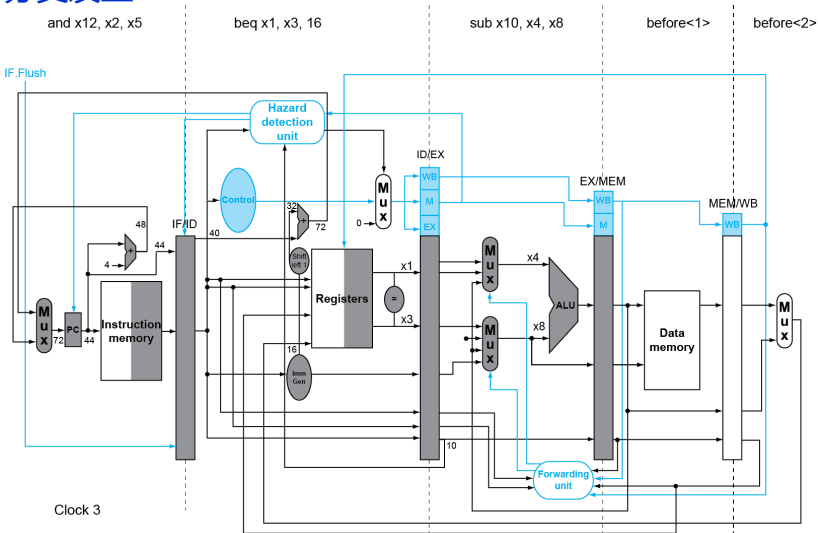 and x12, x2, x5
beq x1, x3, 16
sub x10, x4, x8
before<1>
before<2>
IF.Flush
Hazard
detection
unit
ID/EX
WB
EX/MEM
M
u
x
Control
M
WB
MEM/WB
48
IF/ID
32
+
72
0
EX
M
WB
40
44
+
4
Shift
left 1
M
u
x
x4
Registers
x1
=
x3
ALU
M
u
x
PC
72
44
Instruction
memory
M
u
x
x8
Data
memory
M
u
x
16
Imm
Gen
10
Forwarding
unit
Clock 3